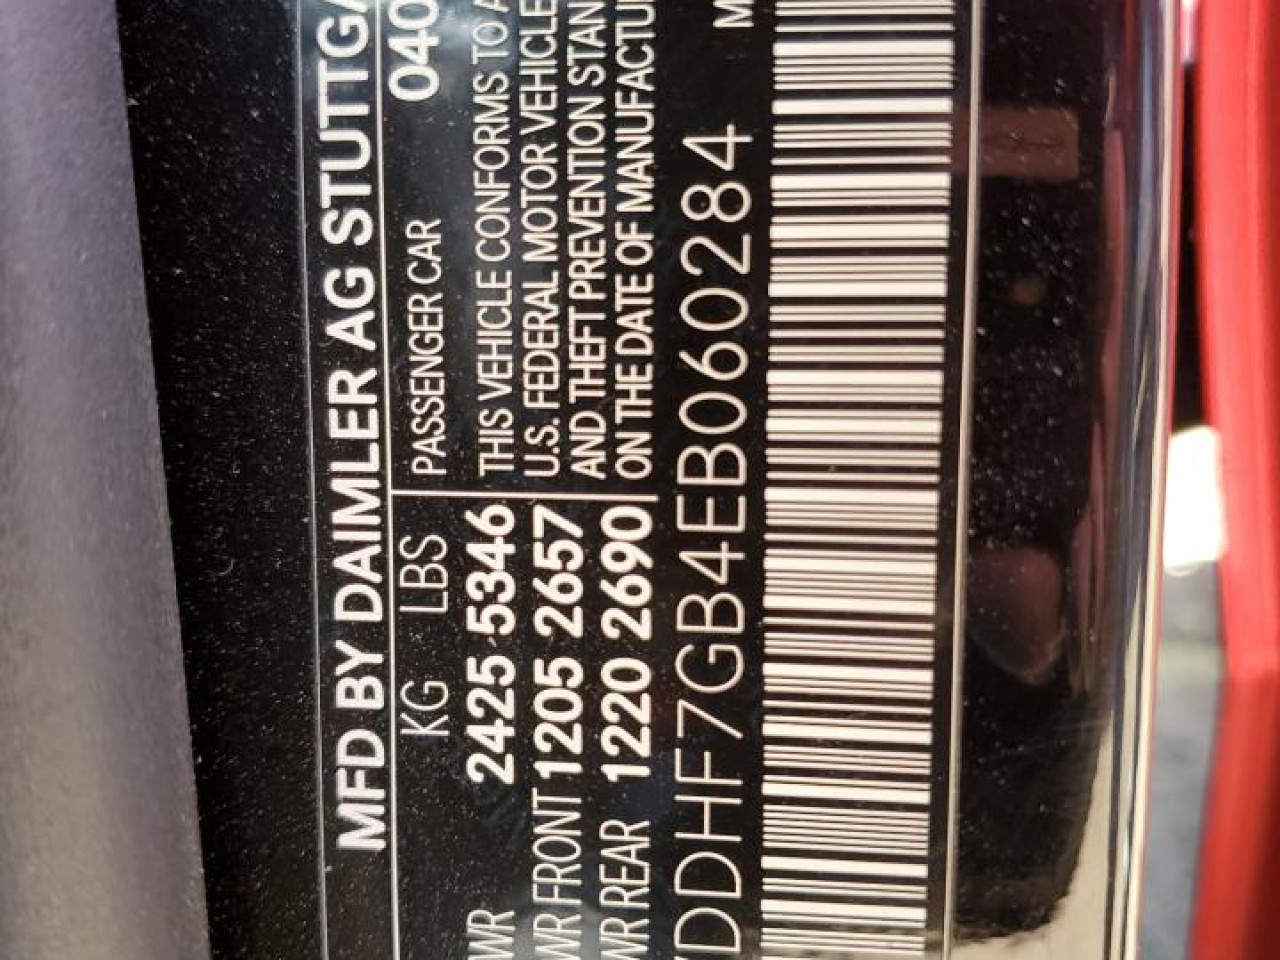 MFD BY DAIMLER AG STUTTGA
KG LBS PASSENGER CAR 040
WR 2425 5346 THIS VEHICLE CONFORMS TO A
WR FRONT 1205 2657 U.S. FEDERAL MOTOR VEHICLE
WR REAR 1220 2690 AND THEFT PREVENTION STAN
ON THE DATE OF MANUFACTU
DDHF7GB4EB060284 M